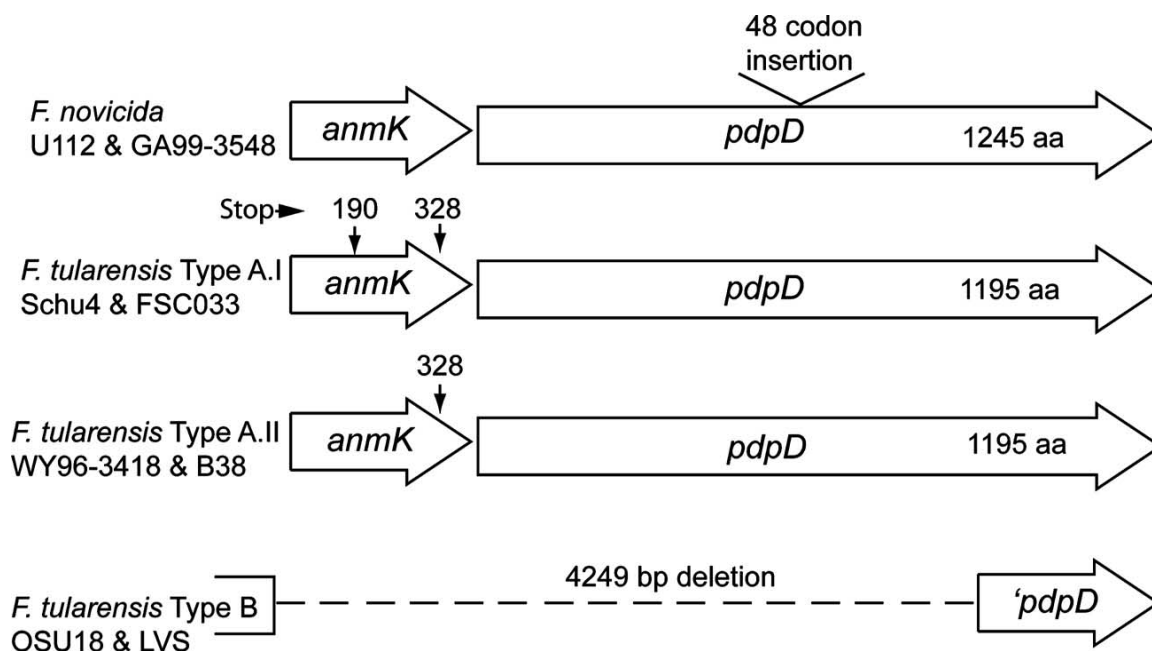 48 codon
insertion
F. novicida
U112 & GA99-3548
anmK
pdpD
1245 aa
Stop
190
328
F. tularensis Type A.I
Schu4 & FSC033
anmK
pdpD
1195 aa
328
F. tularensis Type A.II
WY96-3418 & B38
anmK
pdpD
1195 aa
4249 bp deletion
F. tularensis Type B
OSU18 & LVS
‘pdpD